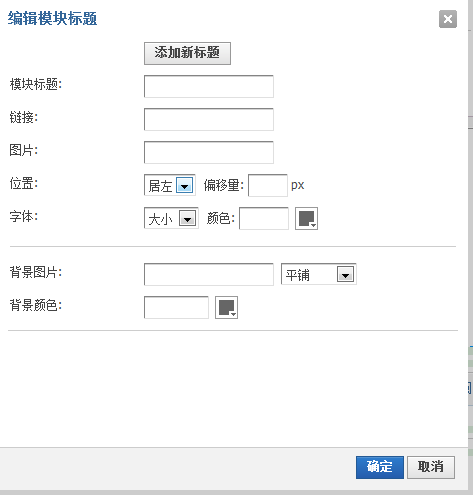 编辑模块标题
添加新标题
模块标题:
链接:
图片:
位置: 居左 偏移量: px
字体: 大小 颜色:
背景图片: 平铺
背景颜色:
确定 取消